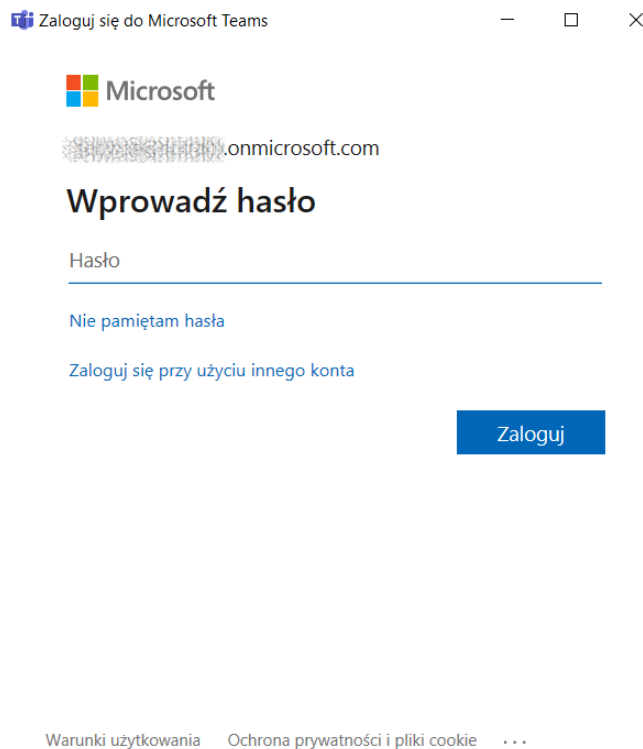 Zaloguj się do Microsoft Teams
Microsoft
.onmicrosoft.com
Wprowadź hasło
Hasło
Nie pamiętam hasła
Zaloguj się przy użyciu innego konta
Zaloguj
Warunki użytkowania Ochrona prywatności i pliki cookie ...